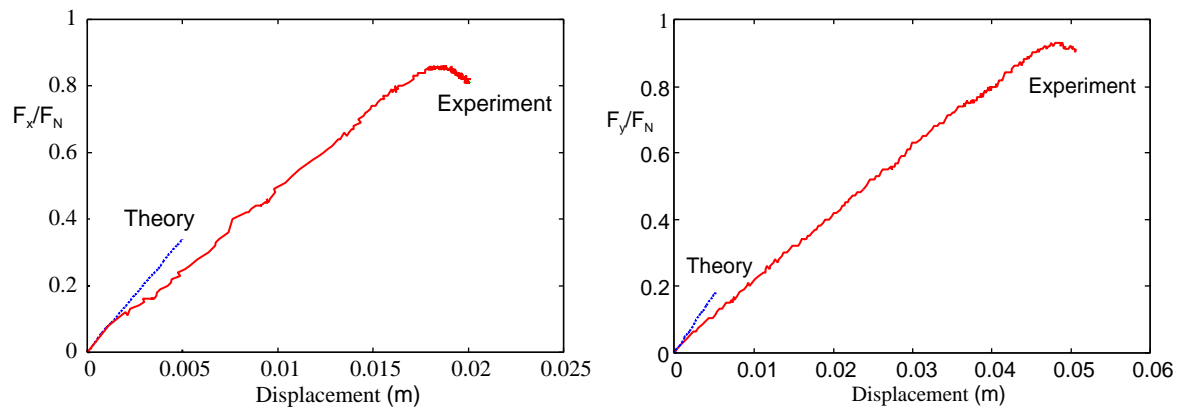 1
0.8
0.6
0.4
0.2
0
F_x/F_N
Theory
Experiment
0 0.005 0.01 0.015 0.02 0.025
Displacement (m)
1
0.8
0.6
0.4
0.2
0
F_y/F_N
Theory
Experiment
0 0.01 0.02 0.03 0.04 0.05 0.06
Displacement (m)